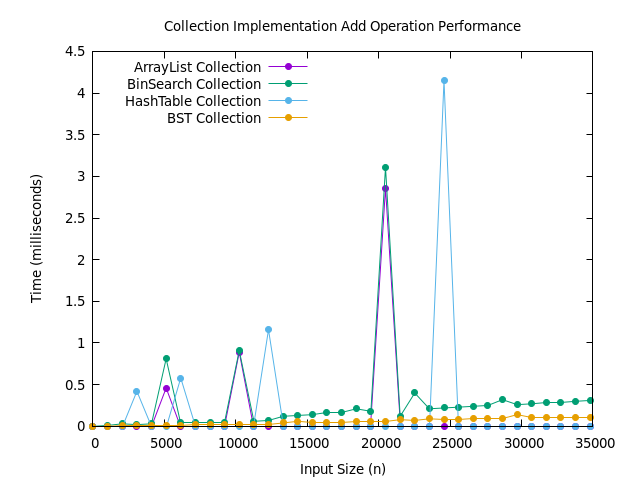 Collection Implementation Add Operation Performance
4.5
4
3.5
3
2.5
2
1.5
1
0.5
0
Time (milliseconds)
ArrayList Collection
BinSearch Collection
HashTable Collection
BST Collection
0 5000 10000 15000 20000 25000 30000 35000
Input Size (n)